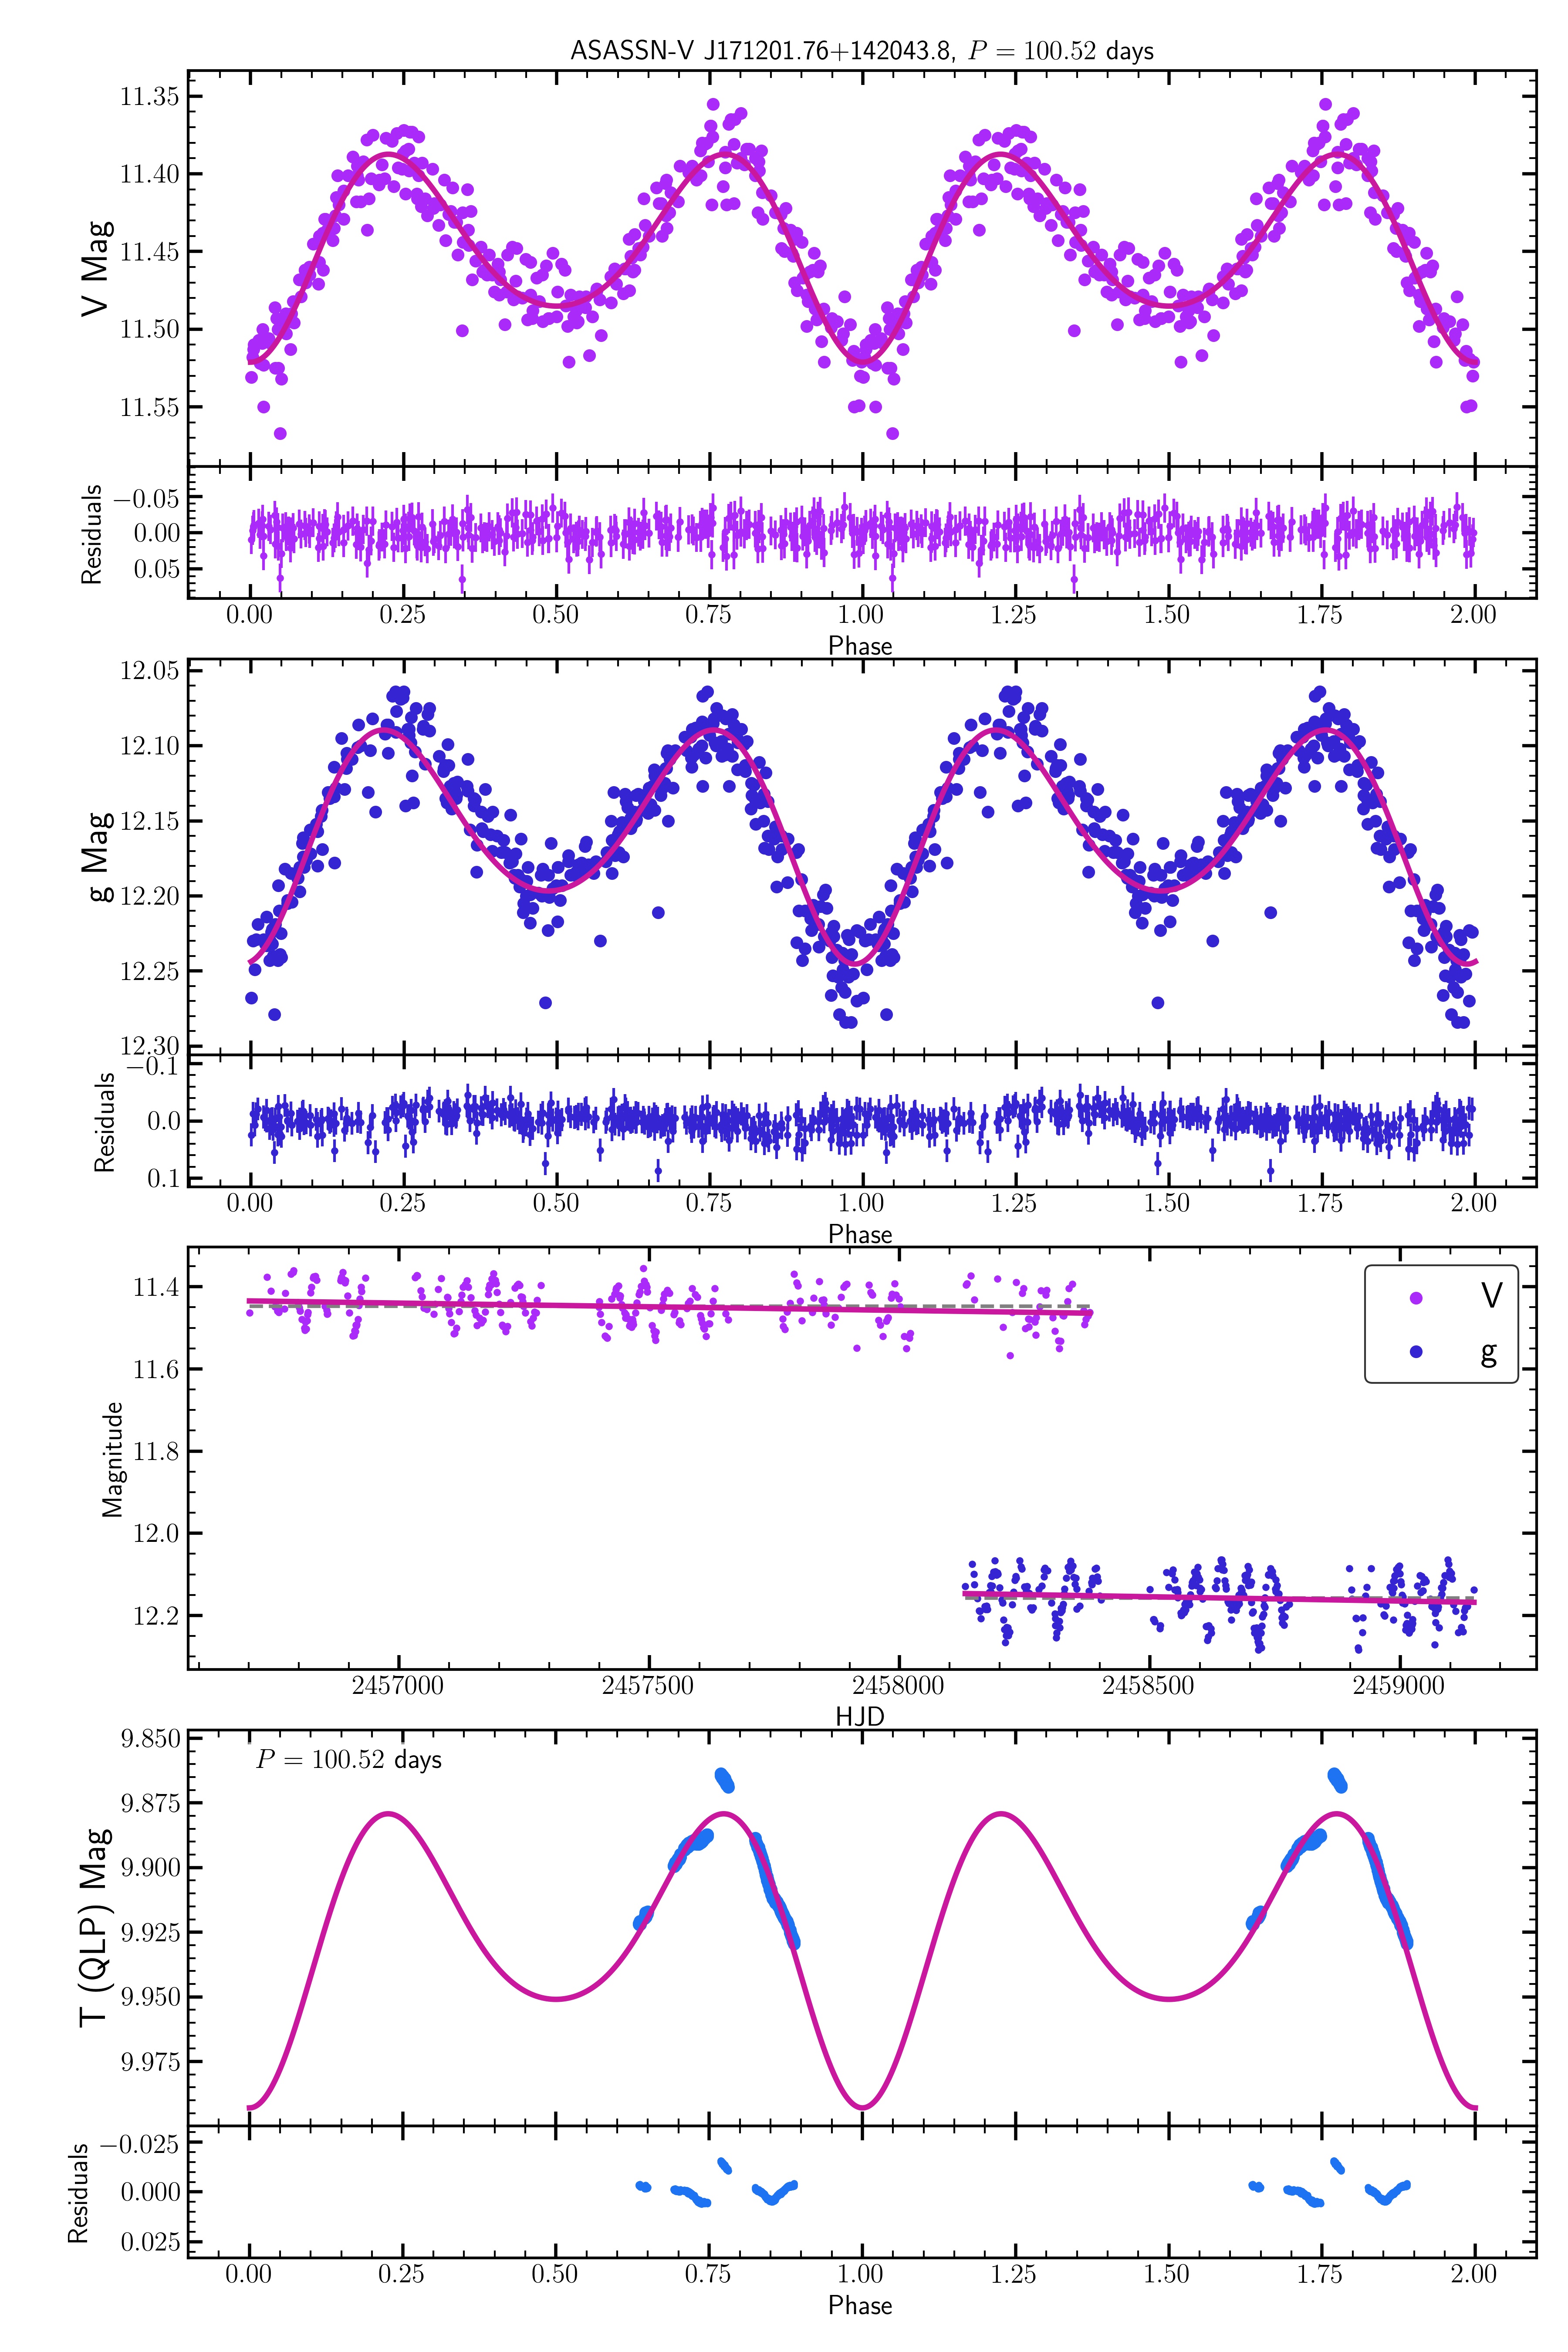 ASASSN-V J171201.76+142043.8, P = 100.52 days
V Mag
11.35
11.40
11.45
11.50
11.55
Residuals
−0.05
0.00
0.05
0.00 0.25 0.50 0.75 1.00 1.25 1.50 1.75 2.00
Phase
g Mag
12.05
12.10
12.15
12.20
12.25
12.30
Residuals
−0.1
0.0
0.1
0.00 0.25 0.50 0.75 1.00 1.25 1.50 1.75 2.00
Phase
Magnitude
11.4
11.6
11.8
12.0
12.2
V
g
2457000 2457500 2458000 2458500 2459000
HJD
P = 100.52 days
T (QLP) Mag
9.850
9.875
9.900
9.925
9.950
9.975
Residuals
−0.025
0.000
0.025
0.00 0.25 0.50 0.75 1.00 1.25 1.50 1.75 2.00
Phase